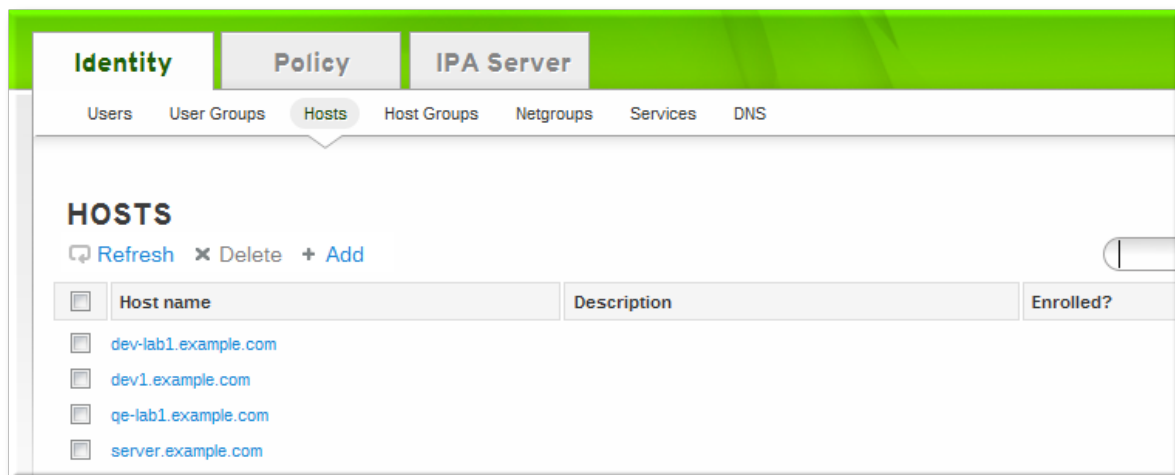 Identity Policy IPA Server
Users User Groups Hosts Host Groups Netgroups Services DNS
HOSTS
Refresh Delete + Add
Host name Description Enrolled?
dev-lab1.example.com
dev1.example.com
qe-lab1.example.com
server.example.com